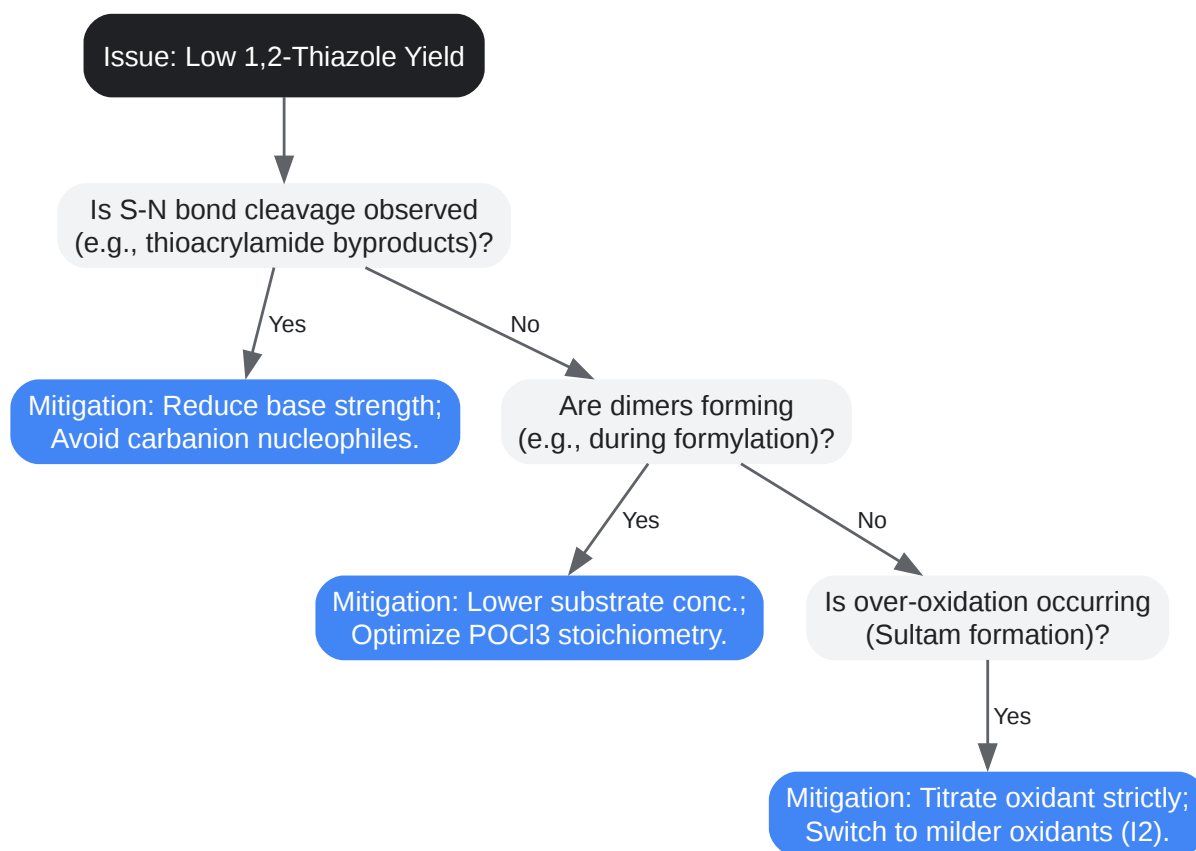 Issue: Low 1,2-Thiazole Yield
Is S-N bond cleavage observed
(e.g., thioacrylamide byproducts)?
Yes
No
Mitigation: Reduce base strength;
Avoid carbanion nucleophiles.
Are dimers forming
(e.g., during formylation)?
Yes
No
Mitigation: Lower substrate conc.;
Optimize POCl3 stoichiometry.
Is over-oxidation occurring
(Sultam formation)?
Yes
Mitigation: Titrate oxidant strictly;
Switch to milder oxidants (I2).